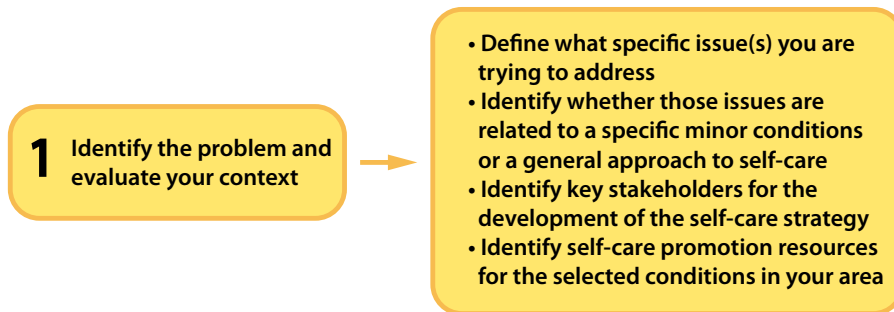 1 Identify the problem and
evaluate your context
• Define what specific issue(s) you are
trying to address
• Identify whether those issues are
related to a specific minor conditions
or a general approach to self-care
• Identify key stakeholders for the
development of the self-care strategy
• Identify self-care promotion resources
for the selected conditions in your area